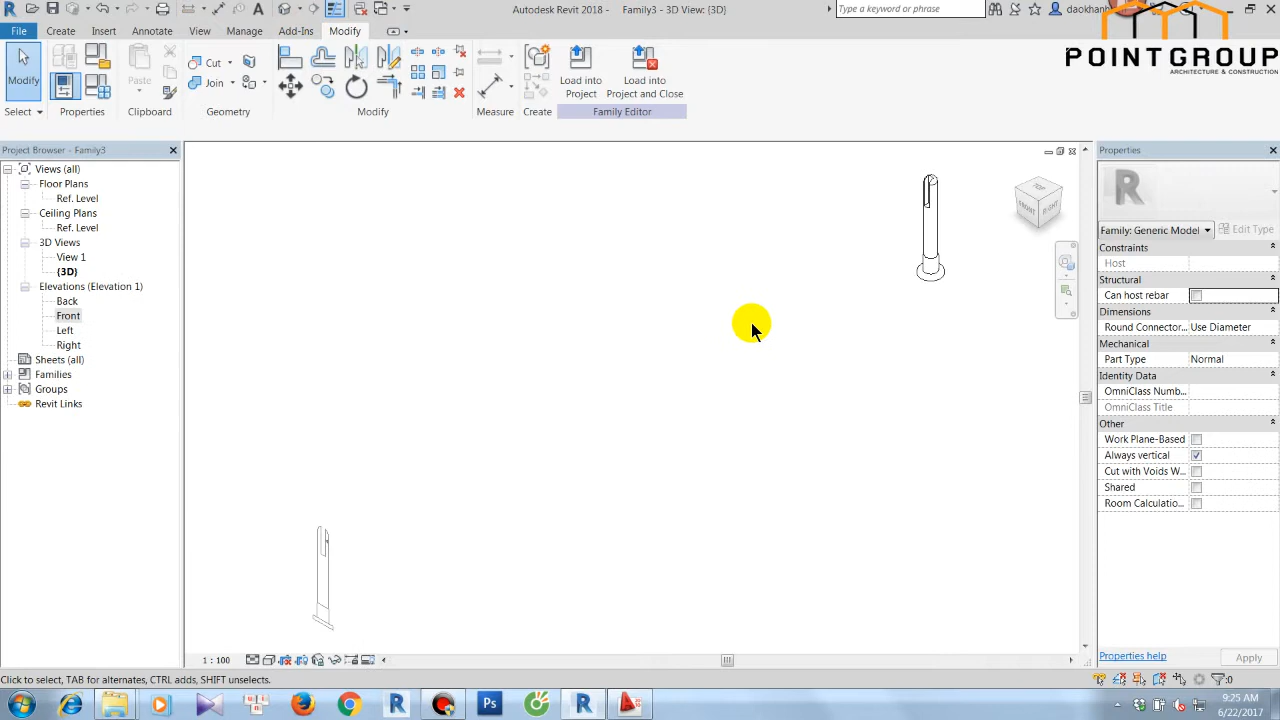 Autodesk Revit 2018 -    Family3 - 3D View: {3D}
Type a keyword or phrase
daokhanh
File
Create
Insert
Annotate
View
Manage
Add-Ins
Modify
POINTGROUP
ARCHITECTURE & CONSTRUCTION
Modify
Paste
Cut
Join
Load into
Project
Load into
Project and Close
Select
Properties
Clipboard
Geometry
Modify
Measure
Create
Family Editor
Project Browser - Family3
Views (all)
Floor Plans
Ref. Level
Ceiling Plans
Ref. Level
3D Views
View 1
{3D}
Elevations (Elevation 1)
Back
Front
Left
Right
Sheets (all)
Families
Groups
Revit Links
TOP
FRONT
RIGHT
Properties
R
Family: Generic Model
Edit Type
Constraints
Host
Structural
Can host rebar
Dimensions
Round Connector...
Use Diameter
Mechanical
Part Type
Normal
Identity Data
OmniClass Numb...
OmniClass Title
Other
Work Plane-Based
Always vertical
Cut with Voids W...
Shared
Room Calculatio...
Properties help
Apply
1 : 100
Click to select, TAB for alternates, CTRL adds, SHIFT unselects.
:0
Ps
9:25 AM
6/22/2017